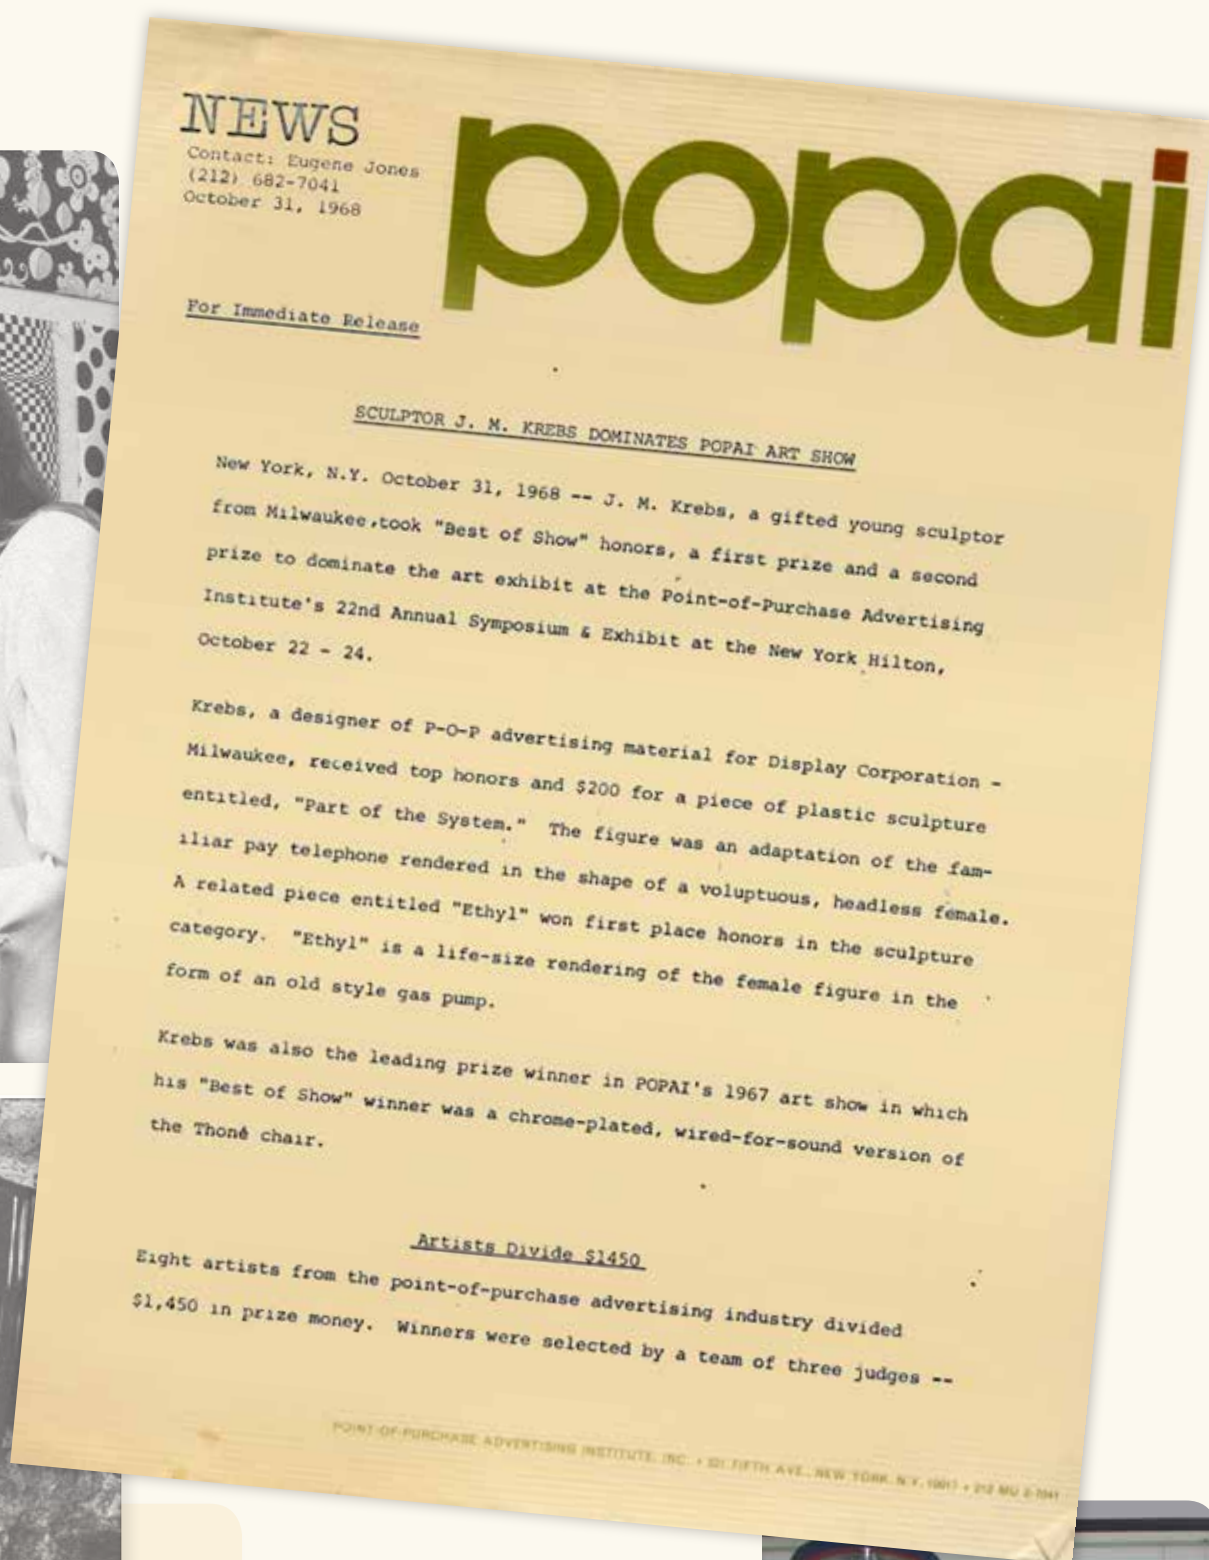 NEWS
Contact: Eugene Jones
(212) 682-7041
October 31, 1968
popai
For Immediate Release
SCULPTOR J. M. KREBS DOMINATES POPAI ART SHOW
New York, N.Y. October 31, 1968 -- J. M. Krebs, a gifted young sculptor
from Milwaukee,took "Best of Show" honors, a first prize and a second
prize to dominate the art exhibit at the Point-of-Purchase Advertising
Institute's 22nd Annual Symposium & Exhibit at the New York Hilton,
October 22 - 24.
Krebs, a designer of P-O-P advertising material for Display Corporation -
Milwaukee, received top honors and $200 for a piece of plastic sculpture
entitled, "Part of the System." The figure was an adaptation of the fam-
iliar pay telephone rendered in the shape of a voluptuous, headless female.
A related piece entitled "Ethyl" won first place honors in the sculpture
category. "Ethyl" is a life-size rendering of the female figure in the
form of an old style gas pump.
Krebs was also the leading prize winner in POPAI's 1967 art show in which
his "Best of Show" winner was a chrome-plated, wired-for-sound version of
the Thoné chair.
Artists Divide $1450
Eight artists from the point-of-purchase advertising industry divided
$1,450 in prize money. Winners were selected by a team of three judges --
POINT-OF-PURCHASE ADVERTISING INSTITUTE, INC. • 521 FIFTH AVE., NEW YORK, N.Y. 10017 • 212 MU 2-7041